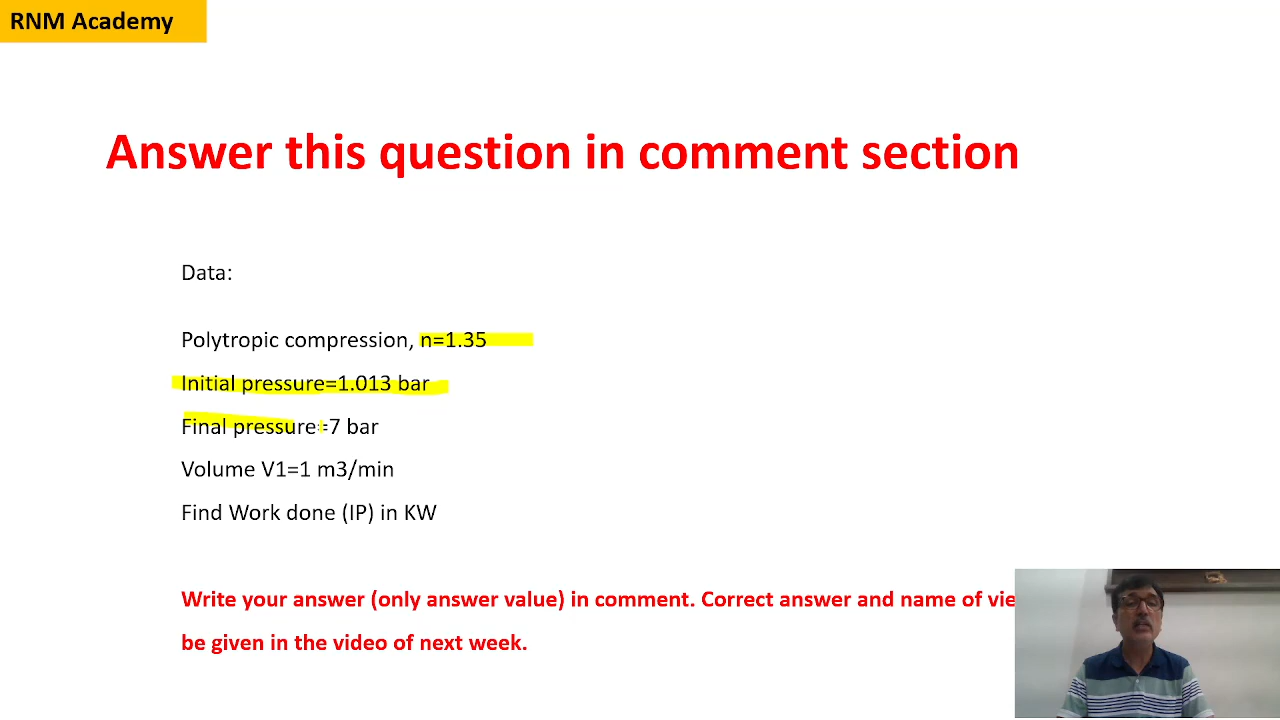 RNM Academy
Answer this question in comment section
Data:
Polytropic compression, n=1.35
Initial pressure=1.013 bar
Final pressure=7 bar
Volume V1=1 m3/min
Find Work done (IP) in KW
Write your answer (only answer value) in comment. Correct answer and name of
be given in the video of next week.